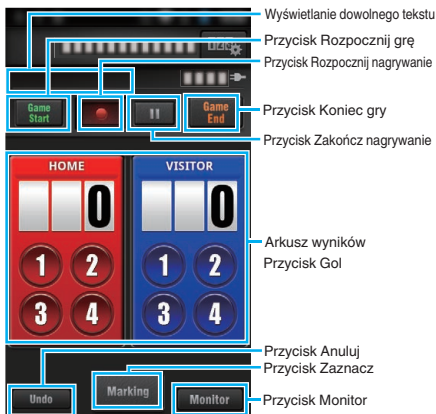 Wyświetlanie dowolnego tekstu
Przycisk Rozpocznij grę
Przycisk Rozpocznij nagrywanie
Game Start
Game End
Przycisk Koniec gry
Przycisk Zakończ nagrywanie
HOME VISITOR
0 0
1 2 1 2
Arkusz wyników
Przycisk Gol
3 4 3 4
Przycisk Anuluj
Przycisk Zaznacz
Undo Marking Monitor
Przycisk Monitor